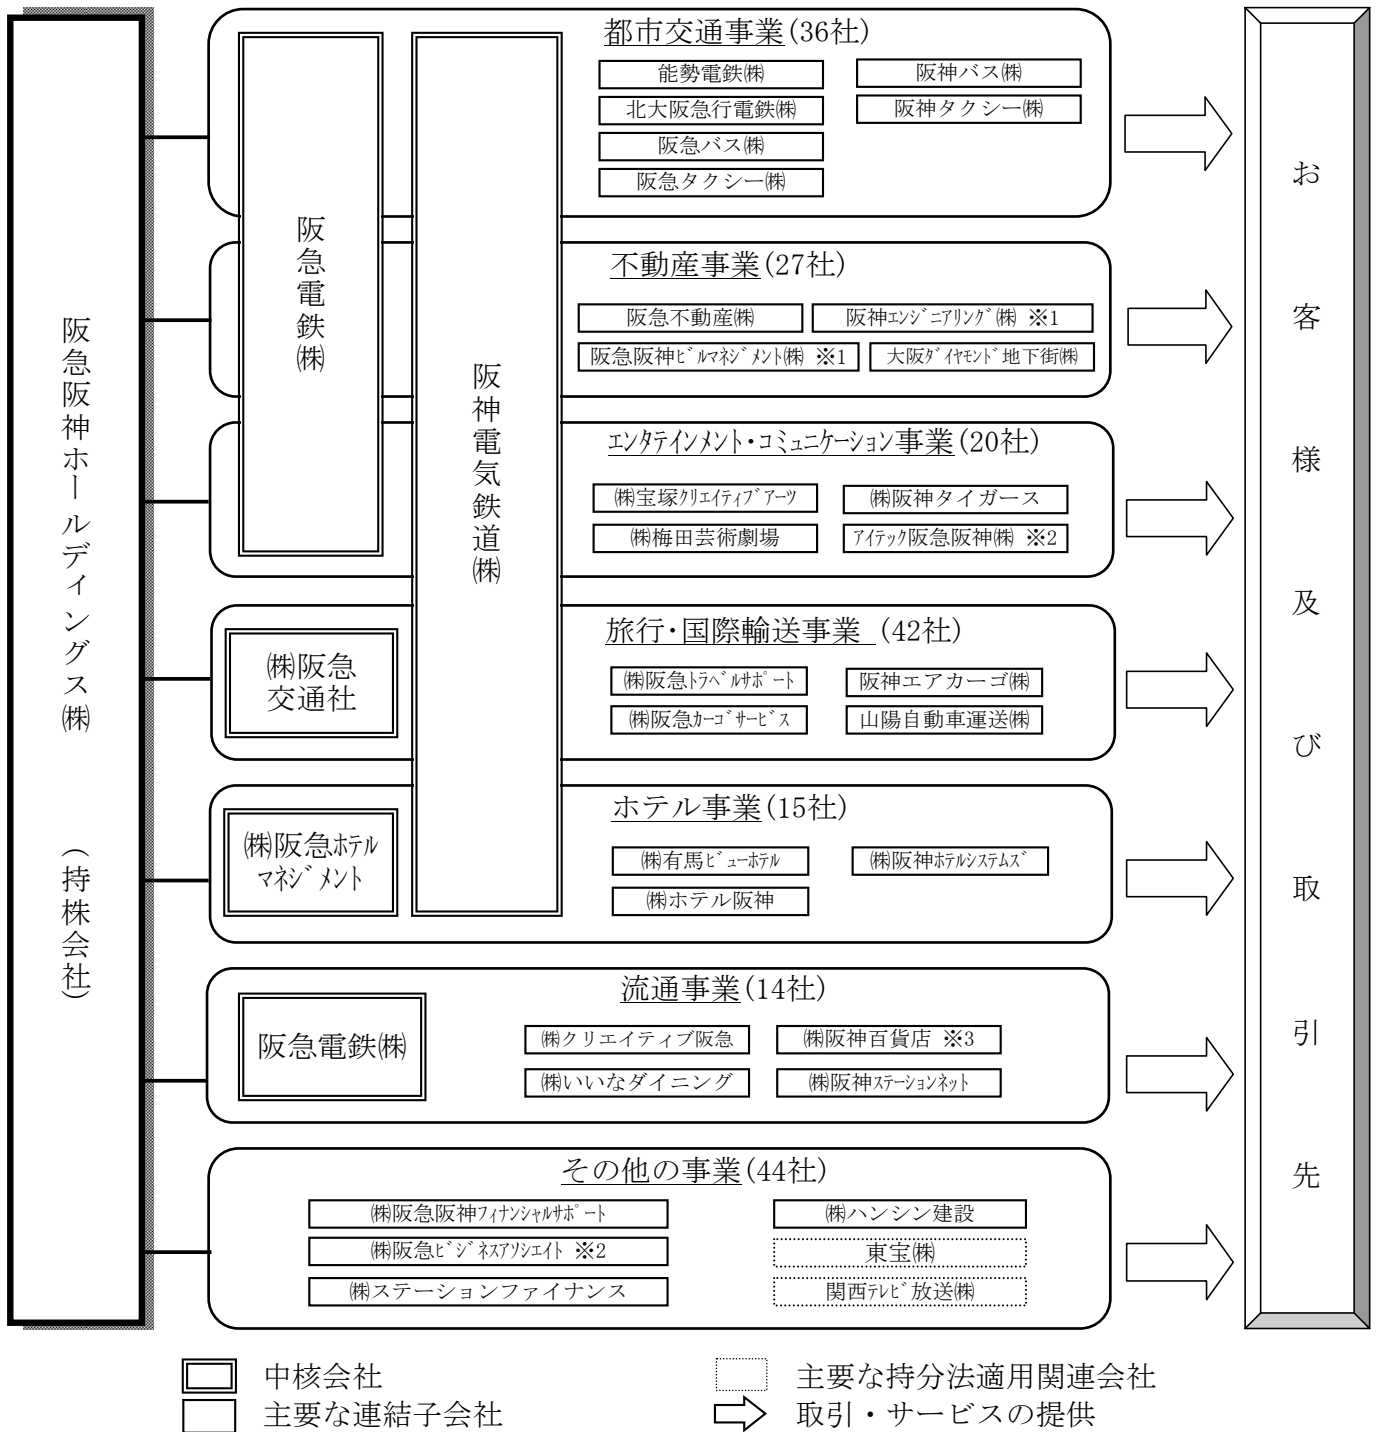 阪急阪神ホールディングス㈱（持株会社）
阪急電鉄㈱
阪神電気鉄道㈱
都市交通事業(36社)
能勢電鉄㈱
阪神バス㈱
北大阪急行電鉄㈱
阪神タクシー㈱
阪急バス㈱
阪急タクシー㈱
不動産事業(27社)
阪急不動産㈱
阪神ｴﾝｼﾞﾆｱﾘﾝｸﾞ㈱ ※1
阪急阪神ﾋﾞﾙﾏﾈｼﾞﾒﾝﾄ㈱ ※1
大阪ﾀﾞｲﾔﾓﾝﾄﾞ地下街㈱
エンタテインメント・コミュニケーション事業(20社)
㈱宝塚ｸﾘｴｲﾃｨﾌﾞｱｰﾂ
㈱阪神タイガース
㈱梅田芸術劇場
ｱｲﾃｯｸ阪急阪神㈱ ※2
㈱阪急
交通社
旅行・国際輸送事業 (42社)
㈱阪急ﾄﾗﾍﾞﾙｻﾎﾟｰﾄ
阪神エアカーゴ㈱
㈱阪急ｶｰｺﾞｻｰﾋﾞｽ
山陽自動車運送㈱
㈱阪急ﾎﾃﾙ
ﾏﾈｼﾞﾒﾝﾄ
ホテル事業(15社)
㈱有馬ﾋﾞｭｰﾎﾃﾙ
㈱阪神ﾎﾃﾙｼｽﾃﾑｽﾞ
㈱ホテル阪神
阪急電鉄㈱
流通事業(14社)
㈱クリエイティブ阪急
㈱阪神百貨店 ※3
㈱いいなダイニング
㈱阪神ｽﾃｰｼｮﾝﾈｯﾄ
その他の事業(44社)
㈱阪急阪神ﾌｨﾅﾝｼｬﾙｻﾎﾟｰﾄ
㈱ハンシン建設
㈱阪急ﾋﾞｼﾞﾈｽｱｿｼｴｲﾄ ※2
東宝㈱
㈱ステーションファイナンス
関西ﾃﾚﾋﾞ放送㈱
お客様及び取引先
中核会社
主要な持分法適用関連会社
主要な連結子会社
取引・サービスの提供